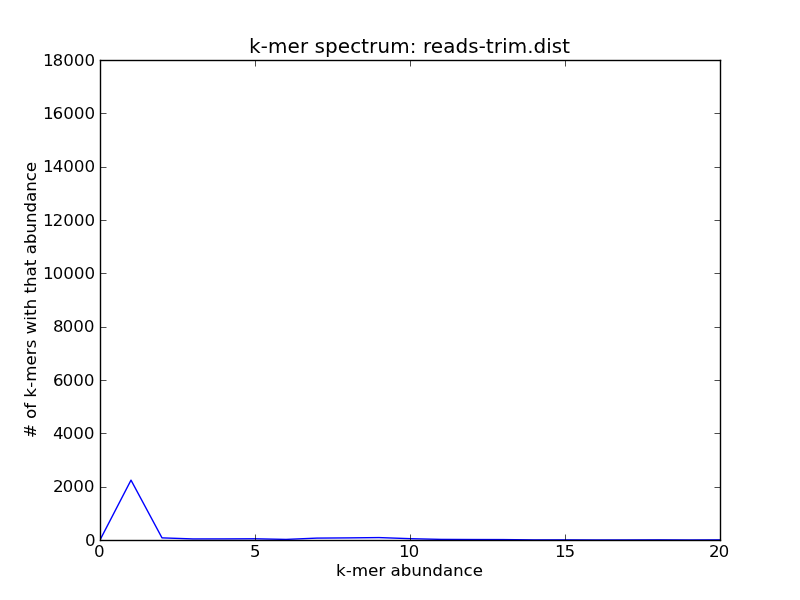 k-mer spectrum: reads-trim.dist
18000
16000
14000
12000
10000
8000
6000
4000
2000
0
# of k-mers with that abundance
0 5 10 15 20
k-mer abundance